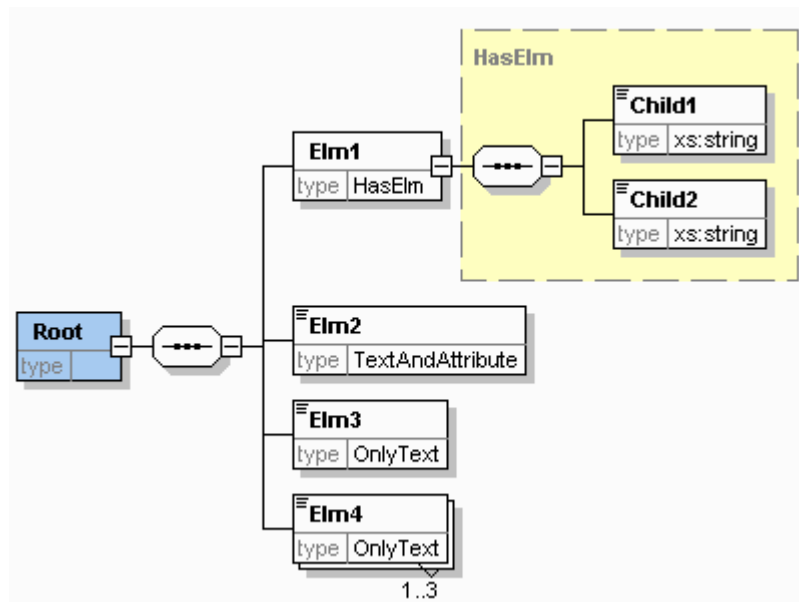 HasElm
Child1
type xs:string
Elm1
type HasElm
Child2
type xs:string
Root
type
Elm2
type TextAndAttribute
Elm3
type OnlyText
Elm4
type OnlyText
1..3